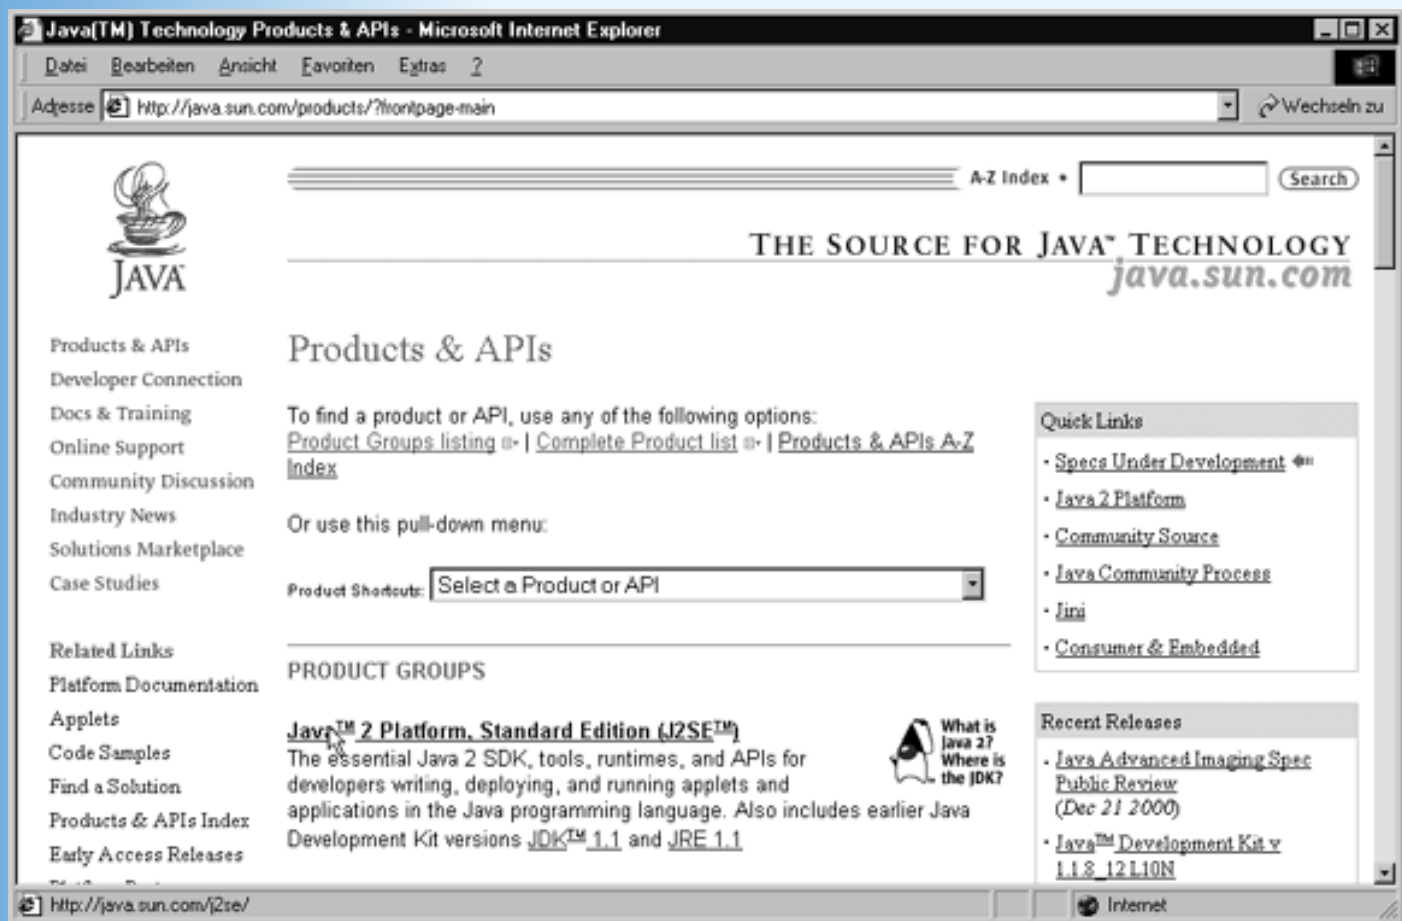 Java(TM) Technology Products & APIs - Microsoft Internet Explorer
Datei Bearbeiten Ansicht Favoriten Extras ?
Adresse http://java.sun.com/products/?frontpage-main Wechseln zu
A-Z Index • Search
THE SOURCE FOR JAVA™ TECHNOLOGY
java.sun.com
JAVA
Products & APIs
Developer Connection
Docs & Training
Online Support
Community Discussion
Industry News
Solutions Marketplace
Case Studies
Related Links
Platform Documentation
Applets
Code Samples
Find a Solution
Products & APIs Index
Early Access Releases
Products & APIs
To find a product or API, use any of the following options:
Product Groups listing | Complete Product list | Products & APIs A-Z
Index
Or use this pull-down menu:
Product Shortcuts: Select a Product or API
PRODUCT GROUPS
Java™ 2 Platform, Standard Edition (J2SE™)
The essential Java 2 SDK, tools, runtimes, and APIs for
developers writing, deploying, and running applets and
applications in the Java programming language. Also includes earlier Java
Development Kit versions JDK™ 1.1 and JRE 1.1
What is
Java 2?
Where is
the JDK?
Quick Links
· Specs Under Development
· Java 2 Platform
· Community Source
· Java Community Process
· Jini
· Consumer & Embedded
Recent Releases
· Java Advanced Imaging Spec
Public Review
(Dec 21 2000)
· Java™ Development Kit v
1.1.8_12 L10N
http://java.sun.com/j2se/ Internet